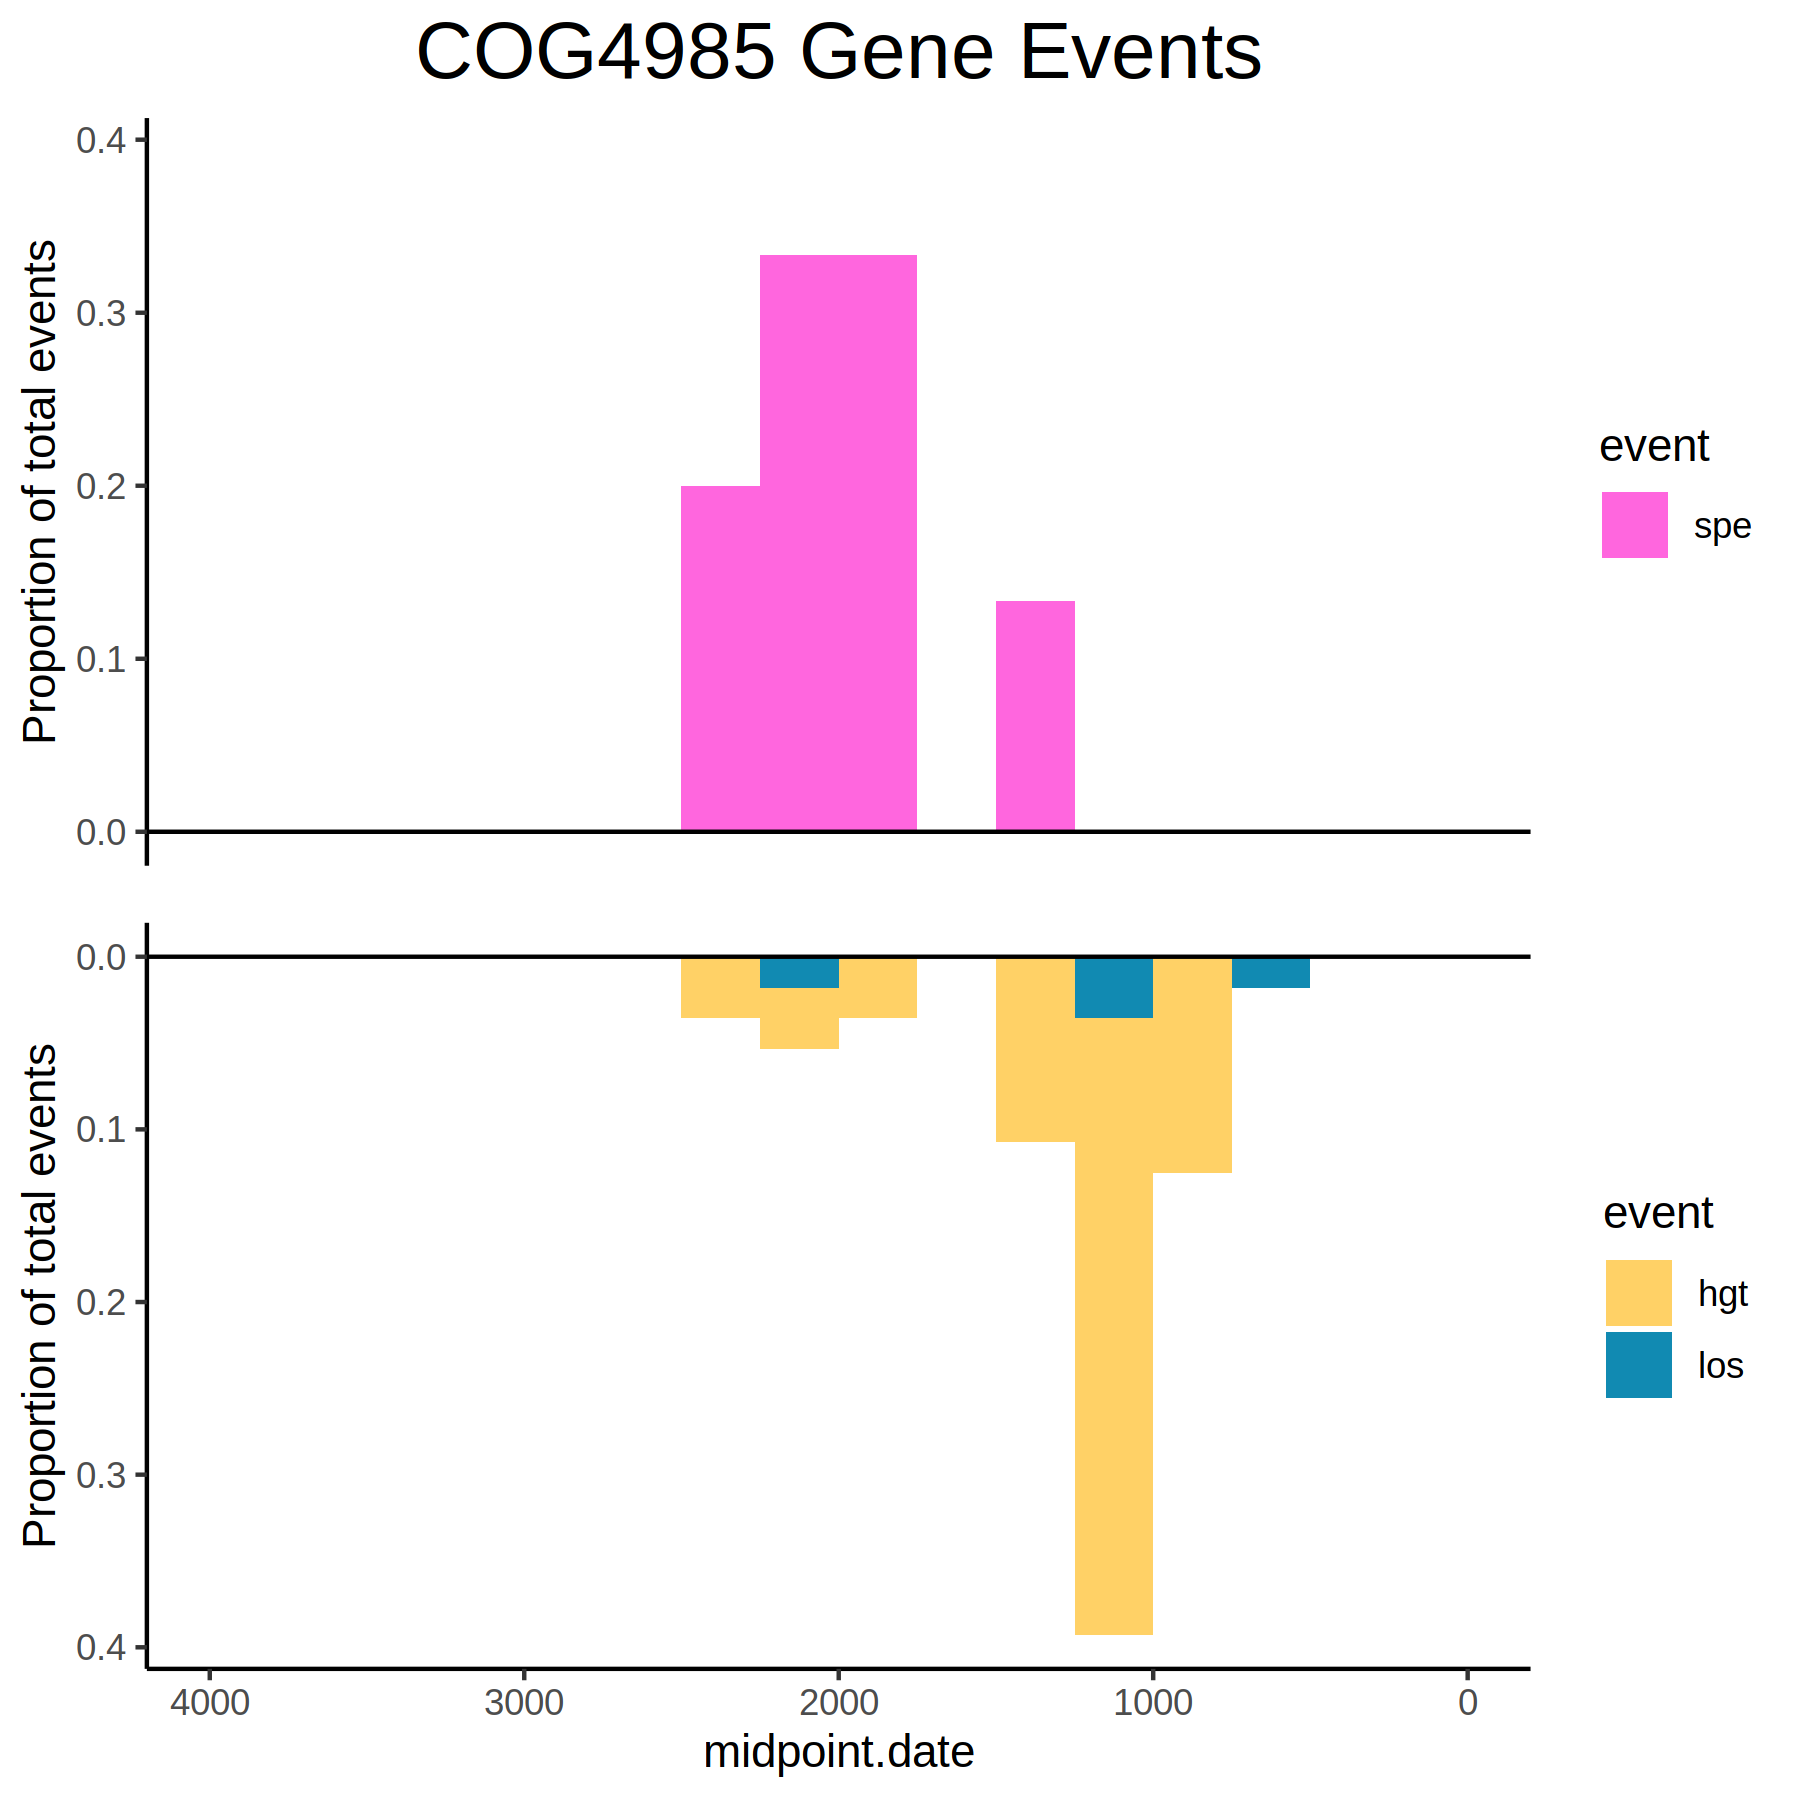 COG4985 Gene Events
Proportion of total events
0.4
0.3
0.2
0.1
0.0
event
spe
Proportion of total events
0.0
0.1
0.2
0.3
0.4
event
hgt
los
4000 3000 2000 1000 0
midpoint.date